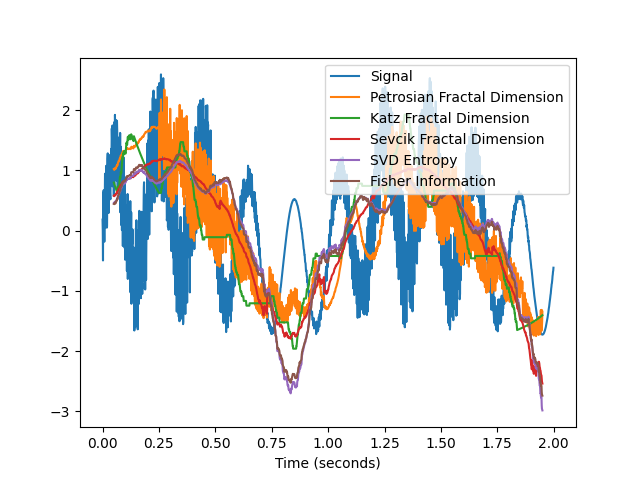 Signal
Petrosian Fractal Dimension
Katz Fractal Dimension
Sevcik Fractal Dimension
SVD Entropy
Fisher Information
2
1
0
−1
−2
−3
0.00 0.25 0.50 0.75 1.00 1.25 1.50 1.75 2.00
Time (seconds)